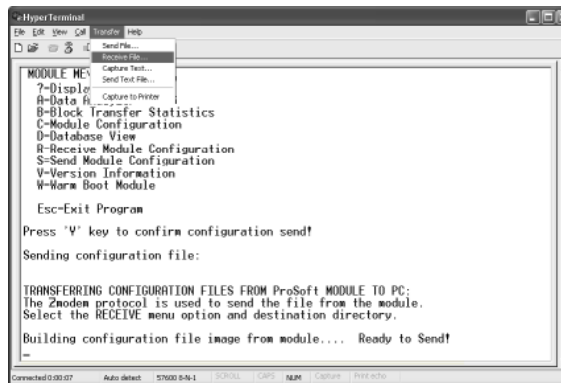 HyperTerminal
File Edit View Call Transfer Help
Send File...
Receive File...
Capture Text...
Send Text File...
Capture to Printer
MODULE ME
?=Displa
A=Data A
B=Block Transfer Statistics
C=Module Configuration
D=Database View
R=Receive Module Configuration
S=Send Module Configuration
V=Version Information
W=Warm Boot Module
Esc=Exit Program
Press 'Y' key to confirm configuration send!
Sending configuration file:
TRANSFERRING CONFIGURATION FILES FROM ProSoft MODULE TO PC:
The Zmodem protocol is used to send the file from the module.
Select the RECEIVE menu option and destination directory.
Building configuration file image from module.... Ready to Send!
Connected 0:00:07 Auto detect 57600 8-N-1 SCROLL CAPS NUM Capture Print echo